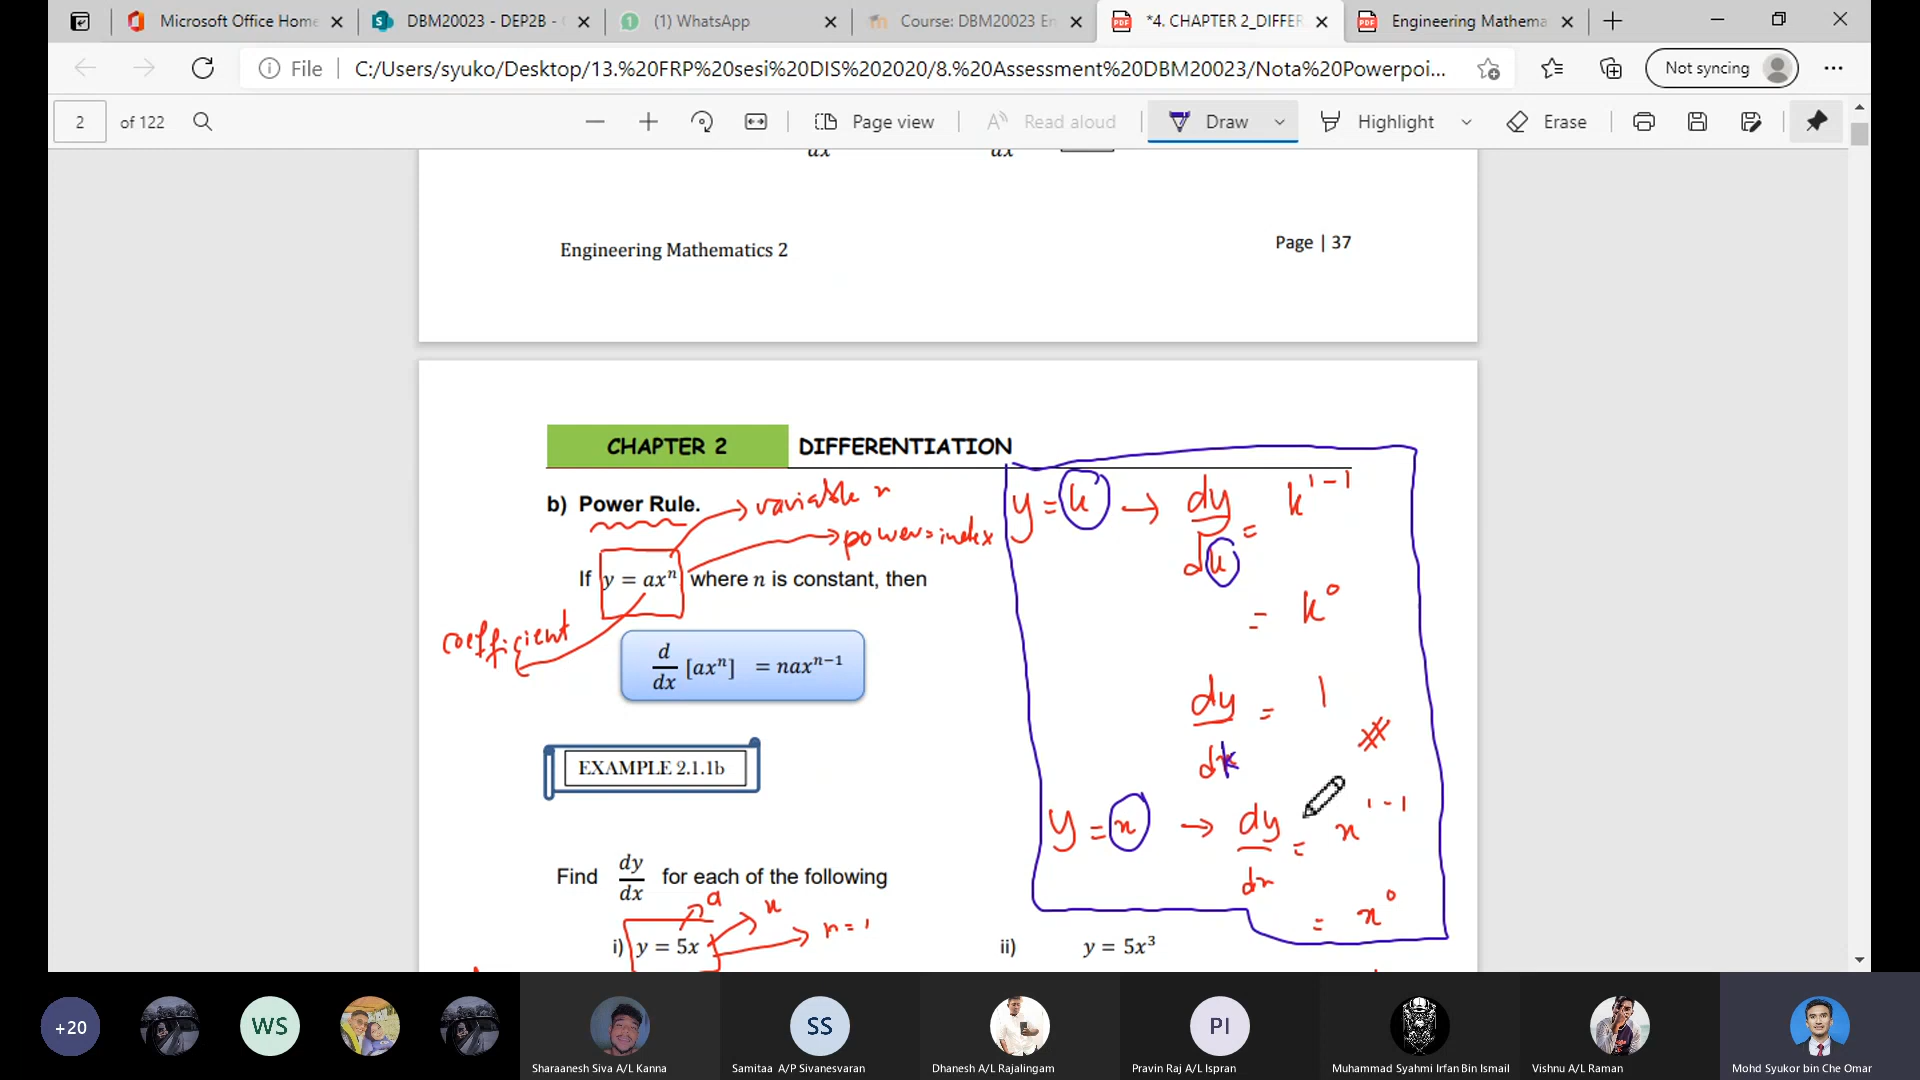 Microsoft Office Home
DBM20023 - DEP2B -
(1) WhatsApp
Course: DBM20023 En
*4. CHAPTER 2_DIFFER
Engineering Mathema
File
C:/Users/syuko/Desktop/13.%20FRP%20sesi%20DIS%202020/8.%20Assessment%20DBM20023/Nota%20Powerpoi...
Not syncing
2 of 122
Page view
Read aloud
Draw
Highlight
Erase
dx dx
Engineering Mathematics 2
Page | 37
CHAPTER 2 DIFFERENTIATION
b) Power Rule.
variable x
power = index
If y = axⁿ where n is constant, then
coefficient
d/dx [axⁿ] = naxⁿ⁻¹
EXAMPLE 2.1.1b
y = k → dy/dk = k¹⁻¹
= k⁰
dy/dk = 1
y = x → dy/dx = x¹⁻¹
= x⁰
Find dy/dx for each of the following
a
x
n = 1
i) y = 5x
ii) y = 5x³
+20
WS
SS
PI
Sharaanesh Siva A/L Kanna
Samitaa A/P Sivanesvaran
Dhanesh A/L Rajalingam
Pravin Raj A/L Ispran
Muhammad Syahmi Irfan Bin Ismail
Vishnu A/L Raman
Mohd Syukor bin Che Omar